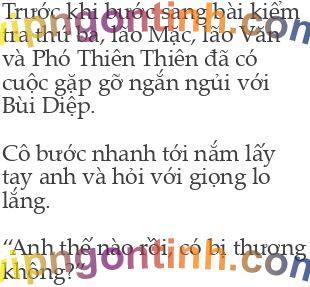 Trước khi bước sang bài kiểm
tra thứ ba, lão Mặc, lão Văn
và Phó Thiên Thiên đã có
cuộc gặp gỡ ngắn ngủi với
Bùi Diệp.
Cô bước nhanh tới nắm lấy
tay anh và hỏi với giọng lo
lắng.
“Anh thế nào rồi, có bị thương
không?”